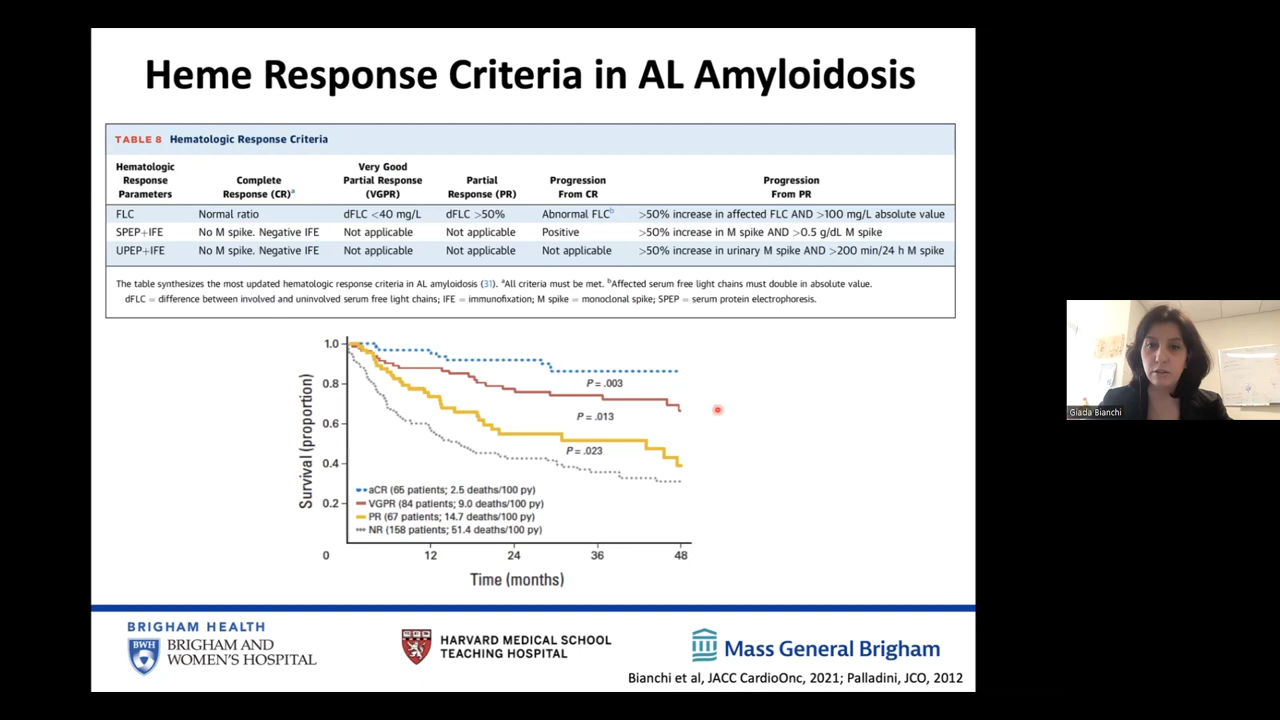 Heme Response Criteria in AL Amyloidosis
TABLE 8 Hematologic Response Criteria
Hematologic Response Parameters
Complete Response (CR)a
Very Good Partial Response (VGPR)
Partial Response (PR)
Progression From CR
Progression From PR
FLC Normal ratio dFLC <40 mg/L dFLC >50% Abnormal FLCb >50% increase in affected FLC AND >100 mg/L absolute value
SPEP+IFE No M spike. Negative IFE Not applicable Not applicable Positive >50% increase in M spike AND >0.5 g/dL M spike
UPEP+IFE No M spike. Negative IFE Not applicable Not applicable Not applicable >50% increase in urinary M spike AND >200 min/24 h M spike
The table synthesizes the most updated hematologic response criteria in AL amyloidosis (31). aAll criteria must be met. bAffected serum free light chains must double in absolute value.
dFLC = difference between involved and uninvolved serum free light chains; IFE = immunofixation; M spike = monoclonal spike; SPEP = serum protein electrophoresis.
Survival (proportion)
1.0
0.8
0.6
0.4
0.2
P = .003
P = .013
P = .023
aCR (65 patients; 2.5 deaths/100 py)
VGPR (84 patients; 9.0 deaths/100 py)
PR (67 patients; 14.7 deaths/100 py)
NR (158 patients; 51.4 deaths/100 py)
0 12 24 36 48
Time (months)
Giada Bianchi
BRIGHAM HEALTH
BWH
BRIGHAM AND
WOMEN'S HOSPITAL
HARVARD MEDICAL SCHOOL
TEACHING HOSPITAL
Mass General Brigham
Bianchi et al, JACC CardioOnc, 2021; Palladini, JCO, 2012